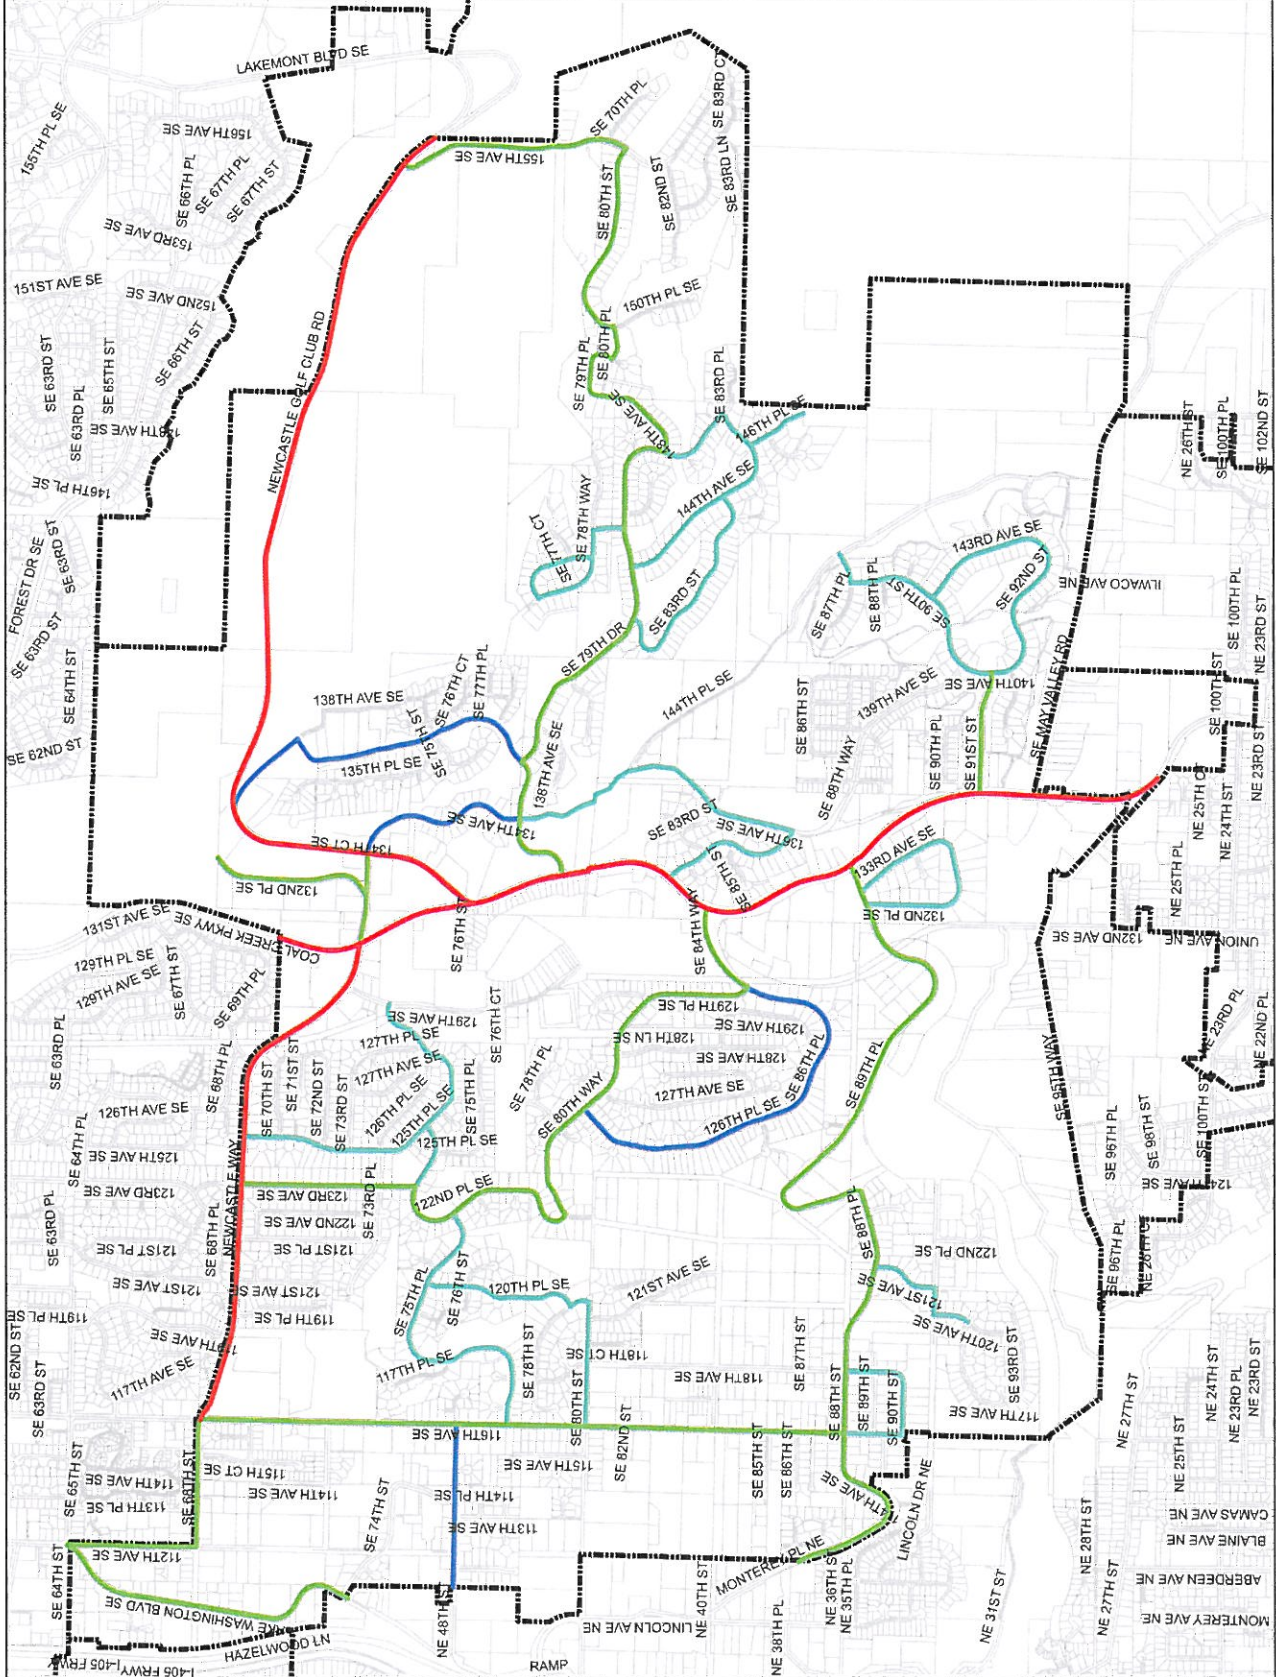 LAKEMONT BLVD SE
155TH PL SE
156TH AVE SE
SE 66TH PL
SE 67TH PL
SE 67TH ST
153RD AVE SE
151ST AVE SE
152ND AVE SE
SE 66TH ST
SE 63RD ST
SE 65TH ST
SE 63RD PL
146TH PL SE
FOREST DR SE
SE 63RD ST
SE 63RD ST
SE 64TH ST
SE 62ND ST
NEWCASTLE GOLF CLUB RD
155TH AVE SE
SE 70TH PL
SE 83RD CT
SE 80TH ST
SE 82ND ST
SE 83RD LN
150TH PL SE
SE 80TH PL
SE 79TH PL
148TH AVE SE
SE 83RD PL
146TH PL SE
144TH AVE SE
SE 78TH WAY
SE 77TH CT
SE 83RD ST
SE 79TH DR
144TH PL SE
138TH AVE SE
SE 76TH CT
SE 77TH PL
SE 75TH ST
135TH PL SE
138TH AVE SE
134TH AVE SE
134TH CT SE
132ND PL SE
SE 83RD ST
136TH AVE SE
SE 85TH ST
SE 84TH WAY
SE 76TH ST
SE 87TH PL
SE 88TH PL
SE 90TH ST
143RD AVE SE
SE 92ND ST
140TH AVE SE
139TH AVE SE
SE 86TH ST
SE 88TH WAY
SE 90TH PL
SE 91ST ST
SE MAY VALLEY RD
ILWACO AVE NE
133RD AVE SE
132ND PL SE
132ND AVE SE
UNION AVE NE
NE 26TH ST
SE 100TH PL
SE 102ND ST
SE 100TH PL
NE 23RD ST
SE 100TH ST
NE 23RD ST
NE 25TH CT
NE 24TH ST
NE 25TH PL
131ST AVE SE
COAL CREEK PKWY SE
129TH PL SE
129TH AVE SE
SE 67TH ST
SE 69TH PL
SE 63RD PL
SE 68TH PL
126TH AVE SE
SE 64TH PL
125TH AVE SE
123RD AVE SE
SE 63RD PL
121ST PL SE
SE 68TH PL
121ST AVE SE
119TH PL SE
SE 62ND ST
119TH AVE SE
117TH AVE SE
SE 63RD ST
NEWCASTLE WAY
SE 70TH ST
SE 71ST ST
SE 72ND ST
SE 73RD ST
129TH AVE SE
127TH PL SE
127TH AVE SE
126TH PL SE
125TH PL SE
125TH PL SE
SE 75TH PL
SE 76TH CT
SE 78TH PL
SE 73RD PL
123RD AVE SE
122ND AVE SE
121ST PL SE
121ST AVE SE
119TH PL SE
122ND PL SE
SE 75TH PL
SE 76TH ST
120TH PL SE
117TH PL SE
SE 78TH ST
118TH CT SE
SE 80TH ST
121ST AVE SE
SE 80TH WAY
129TH PL SE
129TH AVE SE
128TH LN SE
128TH AVE SE
127TH AVE SE
SE 86TH PL
126TH PL SE
SE 89TH PL
SE 88TH PL
122ND PL SE
121ST AVE SE
120TH AVE SE
SE 93RD ST
117TH AVE SE
118TH AVE SE
SE 87TH ST
SE 88TH ST
SE 89TH ST
SE 90TH ST
SE 95TH WAY
NE 23RD PL
NE 22ND PL
SE 96TH PL
SE 98TH ST
SE 100TH ST
SE 96TH PL
116TH AVE SE
115TH AVE SE
SE 82ND ST
SE 85TH ST
SE 86TH ST
SE 65TH ST
114TH AVE SE
113TH PL SE
SE 68TH ST
115TH CT SE
114TH AVE SE
SE 74TH ST
114TH PL SE
113TH AVE SE
112TH AVE SE
SE 64TH ST
LAKE WASHINGTON BLVD SE
HAZELWOOD LN
I-405 FRWY
I-405 FRWY
NE 48TH ST
RAMP
LINCOLN AVE NE
NE 40TH ST
MONTEREY PL NE
NE 38TH PL
NE 36TH ST
NE 35TH PL
LINCOLN DR NE
NE 31ST ST
NE 27TH ST
NE 24TH ST
NE 23RD PL
NE 23RD ST
NE 25TH ST
NE 28TH ST
NE 27TH ST
CAMAS AVE NE
BLAINE AVE NE
ABERDEEN AVE NE
MONTEREY AVE NE